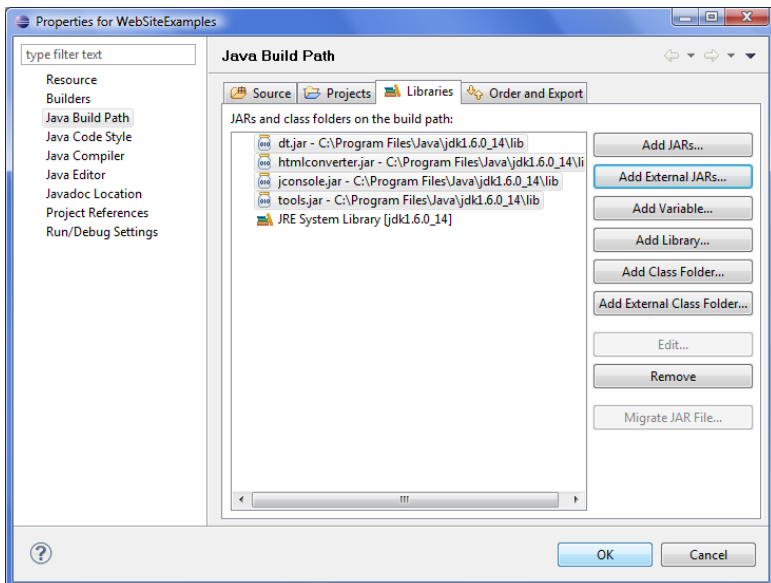 Properties for WebSiteExamples
type filter text
Resource
Builders
Java Build Path
Java Code Style
Java Compiler
Java Editor
Javadoc Location
Project References
Run/Debug Settings
Java Build Path
Source Projects Libraries Order and Export
JARs and class folders on the build path:
dt.jar - C:\Program Files\Java\jdk1.6.0_14\lib
htmlconverter.jar - C:\Program Files\Java\jdk1.6.0_14\li
jconsole.jar - C:\Program Files\Java\jdk1.6.0_14\lib
tools.jar - C:\Program Files\Java\jdk1.6.0_14\lib
JRE System Library [jdk1.6.0_14]
Add JARs...
Add External JARs...
Add Variable...
Add Library...
Add Class Folder...
Add External Class Folder...
Edit...
Remove
Migrate JAR File...
OK
Cancel